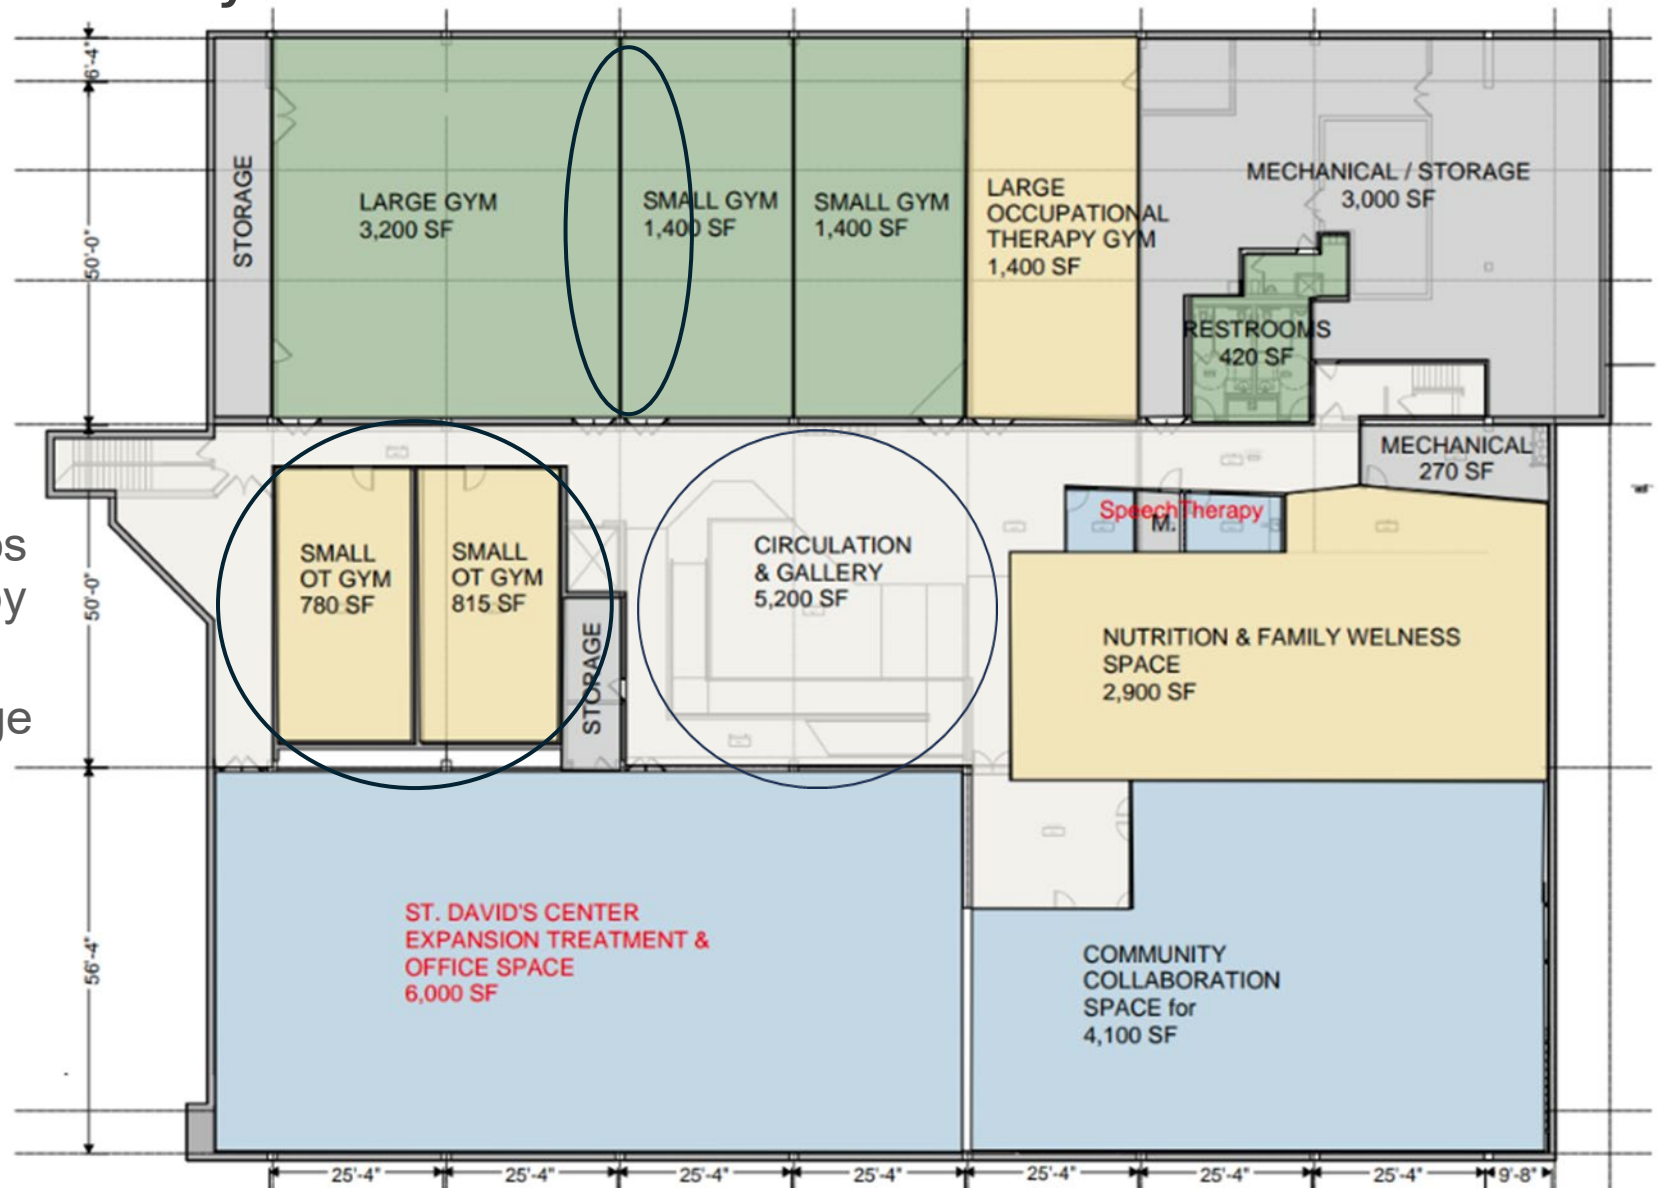 6'-4"
50'-0"
50'-0"
56'-4"
STORAGE
LARGE GYM
3,200 SF
SMALL GYM
1,400 SF
SMALL GYM
1,400 SF
LARGE
OCCUPATIONAL
THERAPY GYM
1,400 SF
MECHANICAL / STORAGE
3,000 SF
RESTROOMS
420 SF
MECHANICAL
270 SF
SMALL
OT GYM
780 SF
SMALL
OT GYM
815 SF
STORAGE
CIRCULATION
& GALLERY
5,200 SF
SpeechTherapy
M.
NUTRITION & FAMILY WELNESS
SPACE
2,900 SF
ST. DAVID'S CENTER
EXPANSION TREATMENT &
OFFICE SPACE
6,000 SF
COMMUNITY
COLLABORATION
SPACE for
4,100 SF
25'-4" 25'-4" 25'-4" 25'-4" 25'-4" 25'-4" 25'-4" 9'-8"